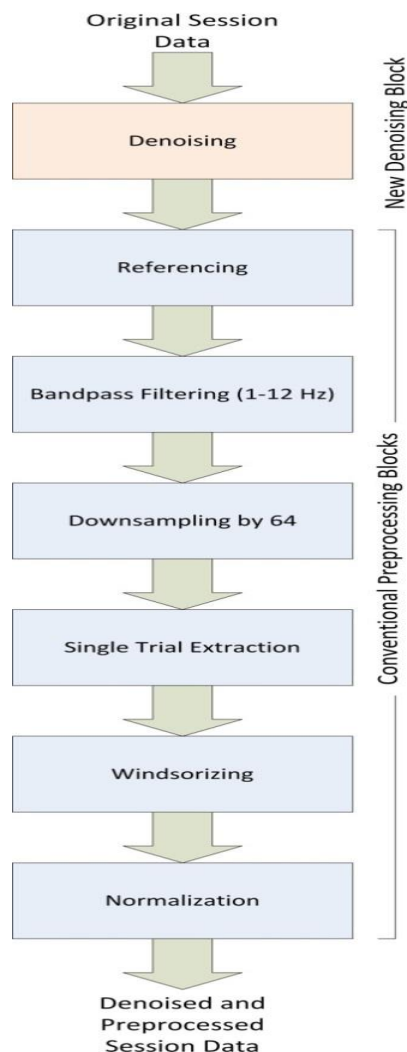 Original Session
Data
Denoising
New Denoising Block
Referencing
Bandpass Filtering (1-12 Hz)
Downsampling by 64
Single Trial Extraction
Windsorizing
Normalization
Conventional Preprocessing Blocks
Denoised and
Preprocessed
Session Data